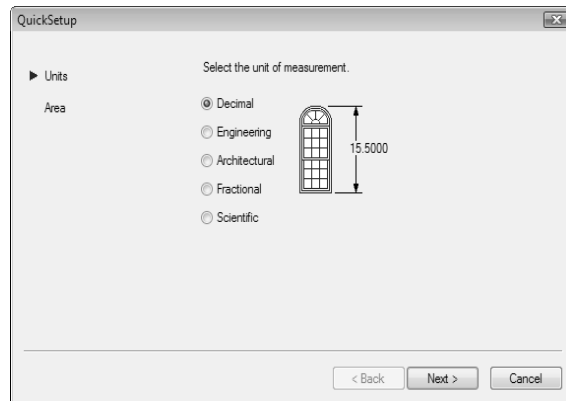 QuickSetup
Units
Area
Select the unit of measurement.
Decimal
Engineering
Architectural
Fractional
Scientific
15.5000
< Back
Next >
Cancel